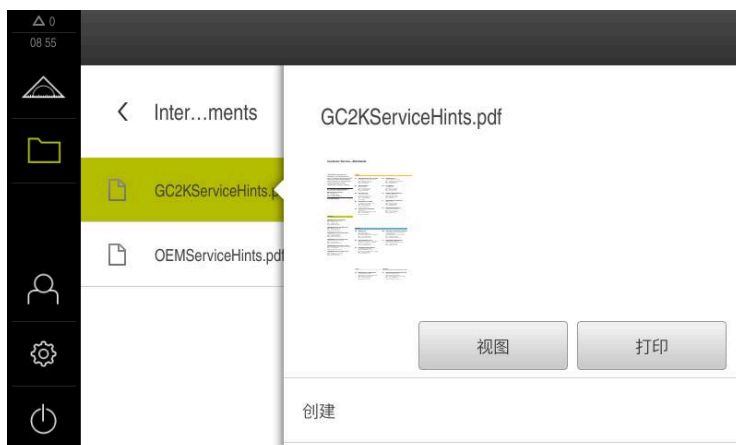 0
08 55
Inter...ments
GC2KServiceHints.pdf
GC2KServiceHints.p
OEMServiceHints.pdf
视图
打印
创建